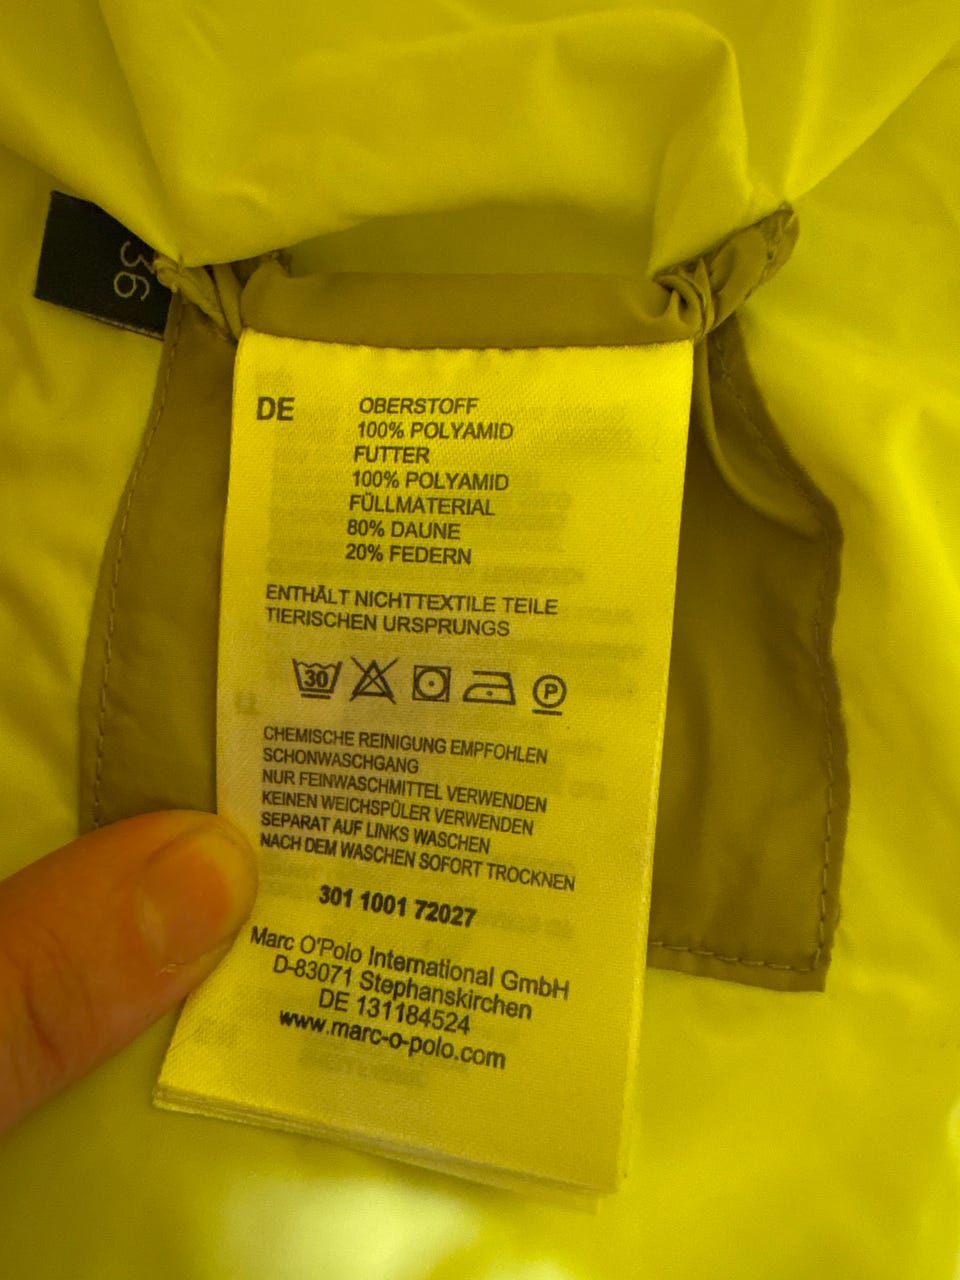 36
DE
OBERSTOFF
100% POLYAMID
FUTTER
100% POLYAMID
FÜLLMATERIAL
80% DAUNE
20% FEDERN
ENTHÄLT NICHTTEXTILE TEILE
TIERISCHEN URSPRUNGS
30 P
CHEMISCHE REINIGUNG EMPFOHLEN
SCHONWASCHGANG
NUR FEINWASCHMITTEL VERWENDEN
KEINEN WEICHSPÜLER VERWENDEN
SEPARAT AUF LINKS WASCHEN
NACH DEM WASCHEN SOFORT TROCKNEN
301 1001 72027
Marc O'Polo International GmbH
D-83071 Stephanskirchen
DE 131184524
www.marc-o-polo.com